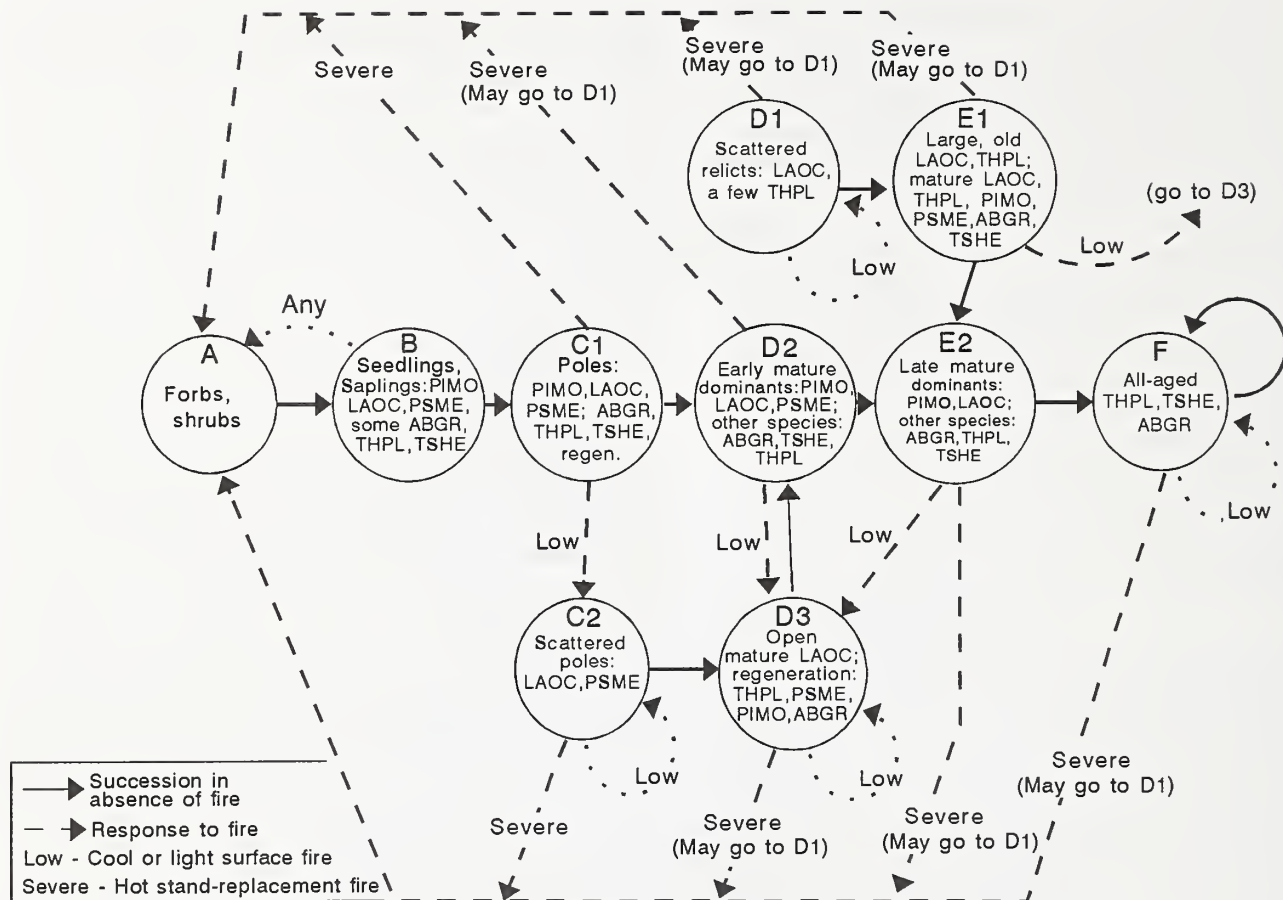 Severe
Severe
(May go to D1)
Severe
(May go to D1)
Severe
(May go to D1)
D1
Scattered
relicts: LAOC,
a few THPL
E1
Large, old
LAOC,THPL;
mature LAOC,
THPL, PIMO,
PSME,ABGR,
TSHE
(go to D3)
Low
Low
Any
A
Forbs,
shrubs
B
Seedlings,
Saplings:PIMO
LAOC,PSME,
some ABGR,
THPL,TSHE
C1
Poles:
PIMO,LAOC,
PSME; ABGR,
THPL,TSHE,
regen.
D2
Early mature
dominants:PIMO,
LAOC,PSME;
other species:
ABGR,TSHE,
THPL
E2
Late mature
dominants:
PIMO,LAOC;
other species:
ABGR,THPL,
TSHE
F
All-aged
THPL,TSHE,
ABGR
Low
Low
Low
Low
C2
Scattered
poles:
LAOC,PSME
D3
Open
mature LAOC;
regeneration:
THPL,PSME,
PIMO,ABGR
Low
Low
Severe
Severe
(May go to D1)
Severe
(May go to D1)
Severe
(May go to D1)
Succession in
absence of fire
Response to fire
Low - Cool or light surface fire
Severe - Hot stand-replacement fire